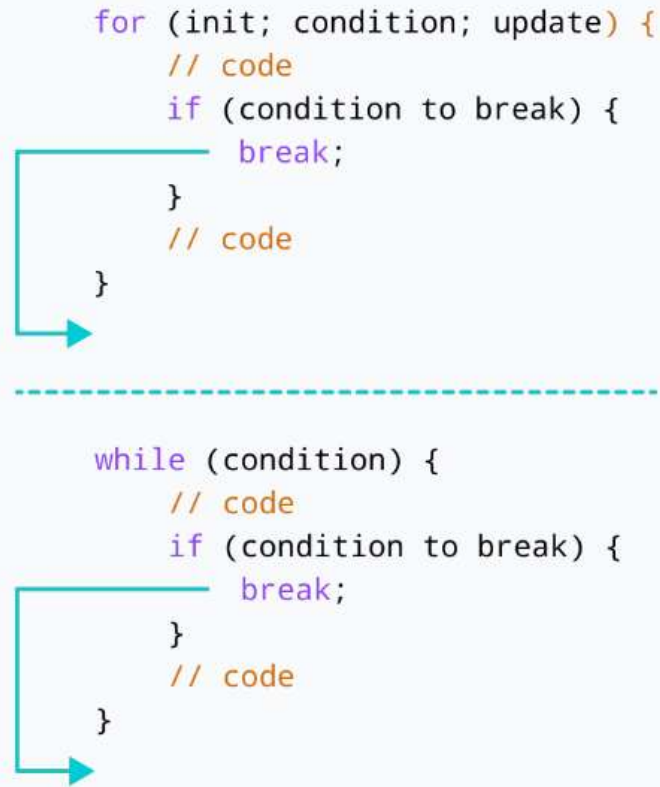 for (init; condition; update) {
    // code
    if (condition to break) {
        break;
    }
    // code
}
while (condition) {
    // code
    if (condition to break) {
        break;
    }
    // code
}